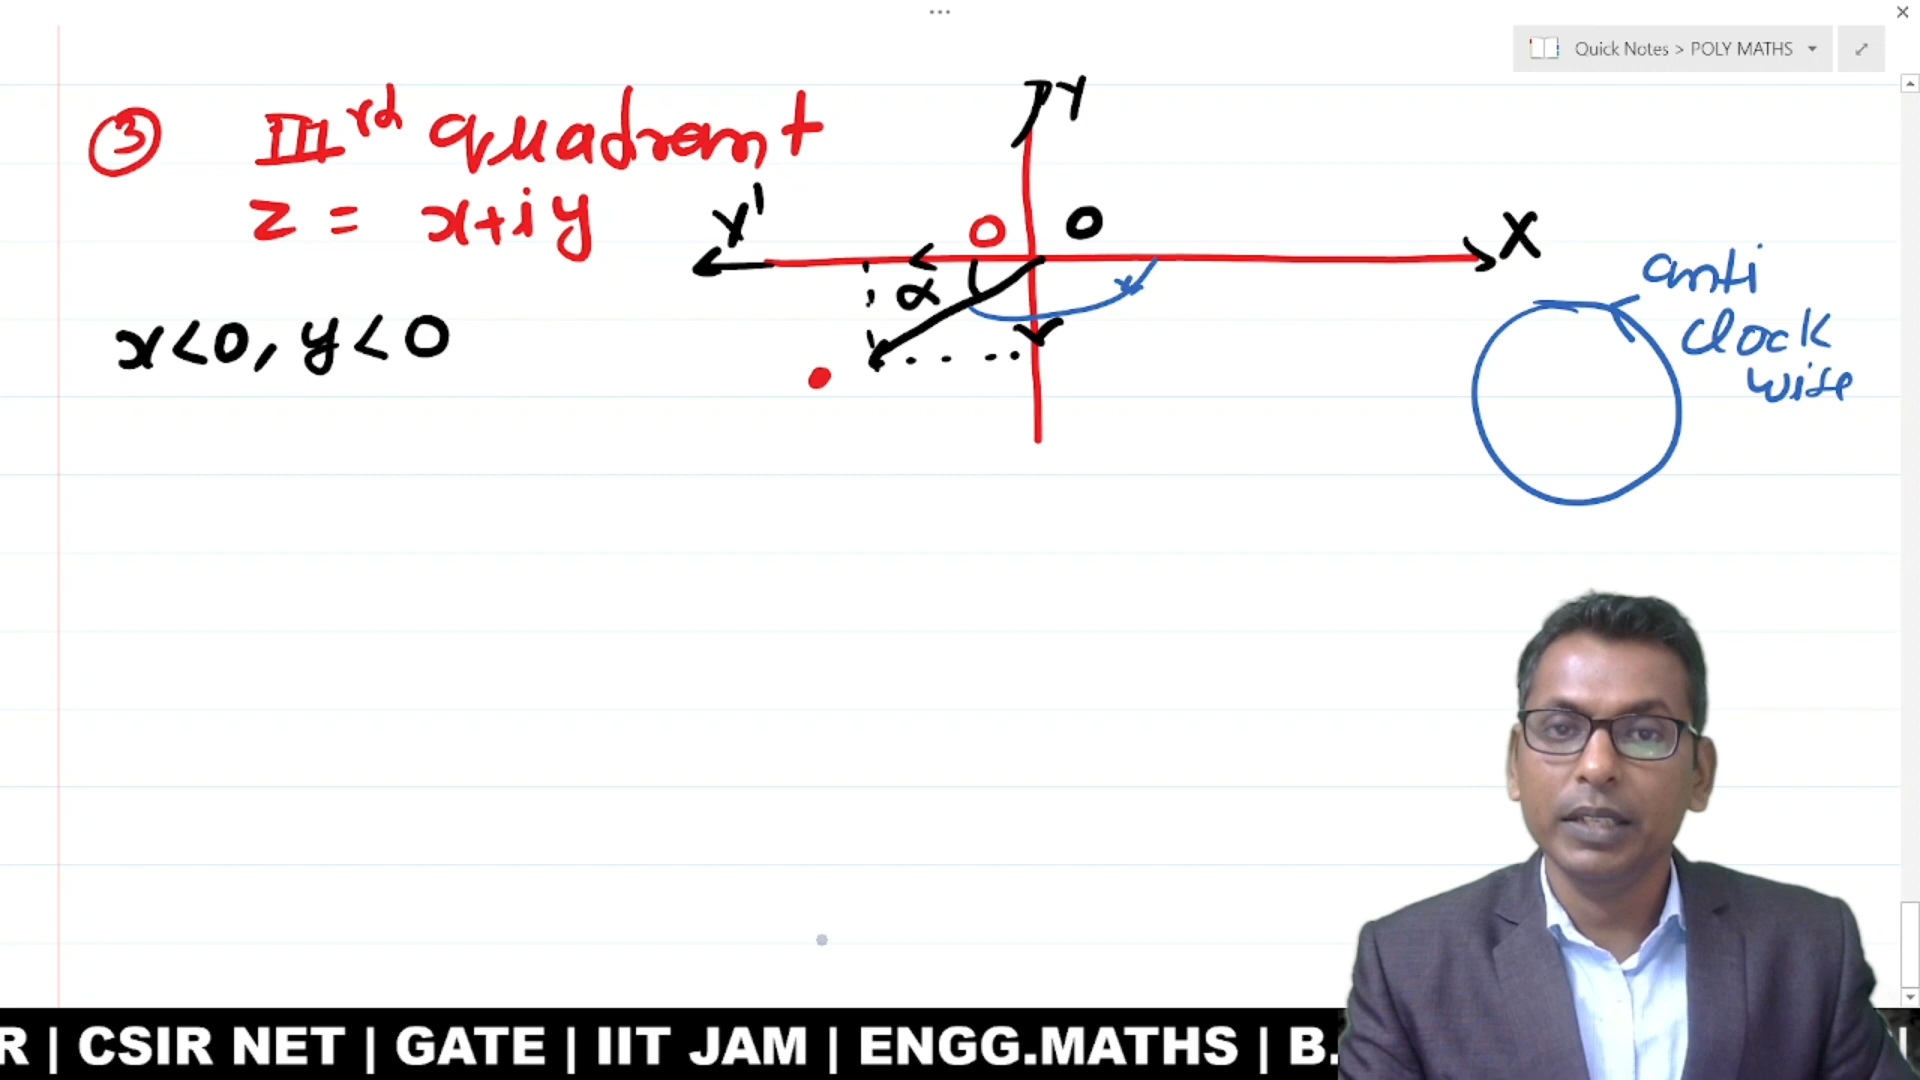 Quick Notes > POLY MATHS
③ IIIrd quadrant
z = x+iy
x<0, y<0
Y
X'
O
O
X
α
anti
clock
wise
R | CSIR NET | GATE | IIT JAM | ENGG.MATHS | B.